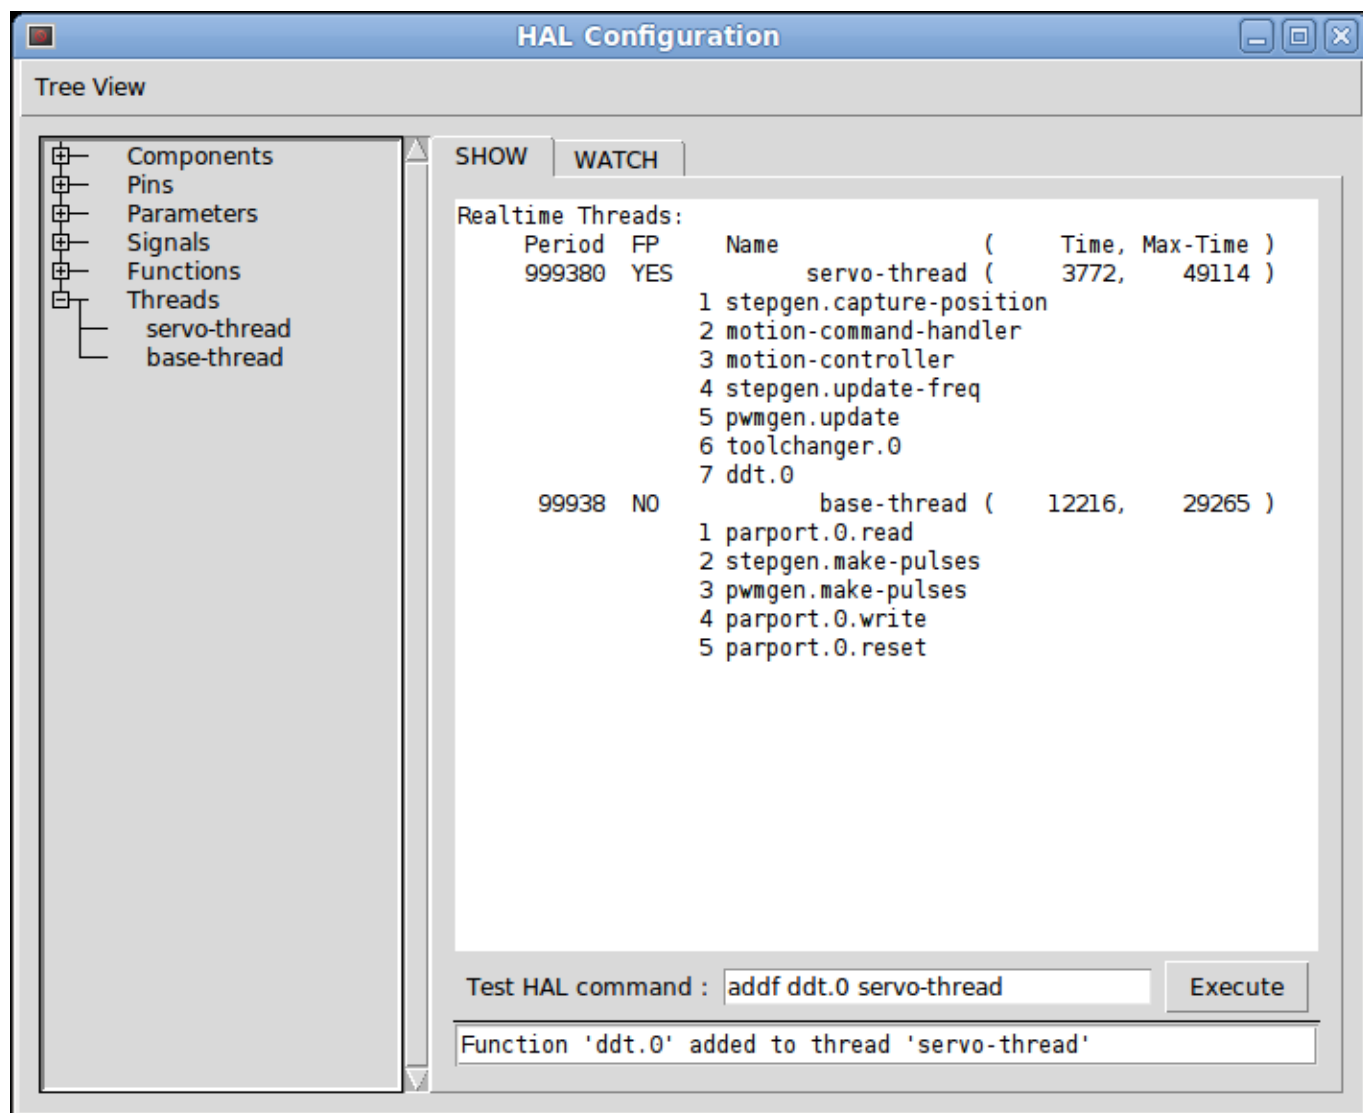 HAL Configuration
Tree View
Components
Pins
Parameters
Signals
Functions
Threads
servo-thread
base-thread
SHOW WATCH
Realtime Threads:
Period FP Name ( Time, Max-Time )
999380 YES servo-thread ( 3772, 49114 )
1 stepgen.capture-position
2 motion-command-handler
3 motion-controller
4 stepgen.update-freq
5 pwmgen.update
6 toolchanger.0
7 ddt.0
99938 NO base-thread ( 12216, 29265 )
1 parport.0.read
2 stepgen.make-pulses
3 pwmgen.make-pulses
4 parport.0.write
5 parport.0.reset
Test HAL command : addf ddt.0 servo-thread Execute
Function 'ddt.0' added to thread 'servo-thread'